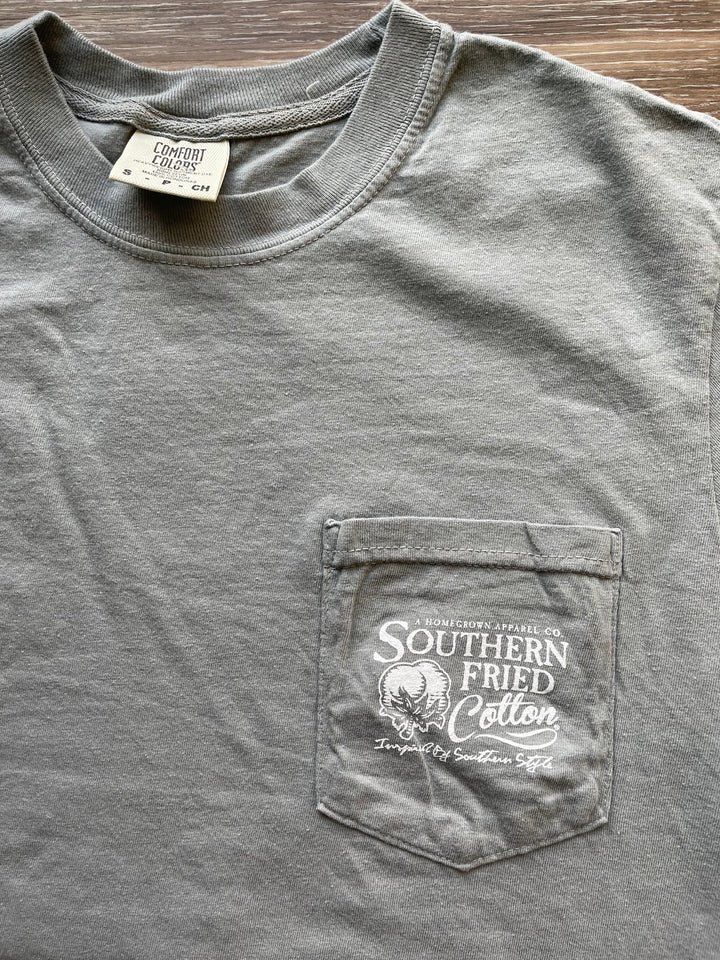 COMFORT
COLORS
S - P - CH
A HOMEGROWN APPAREL CO.
SOUTHERN
FRIED
Cotton
Inspired By Southern Style